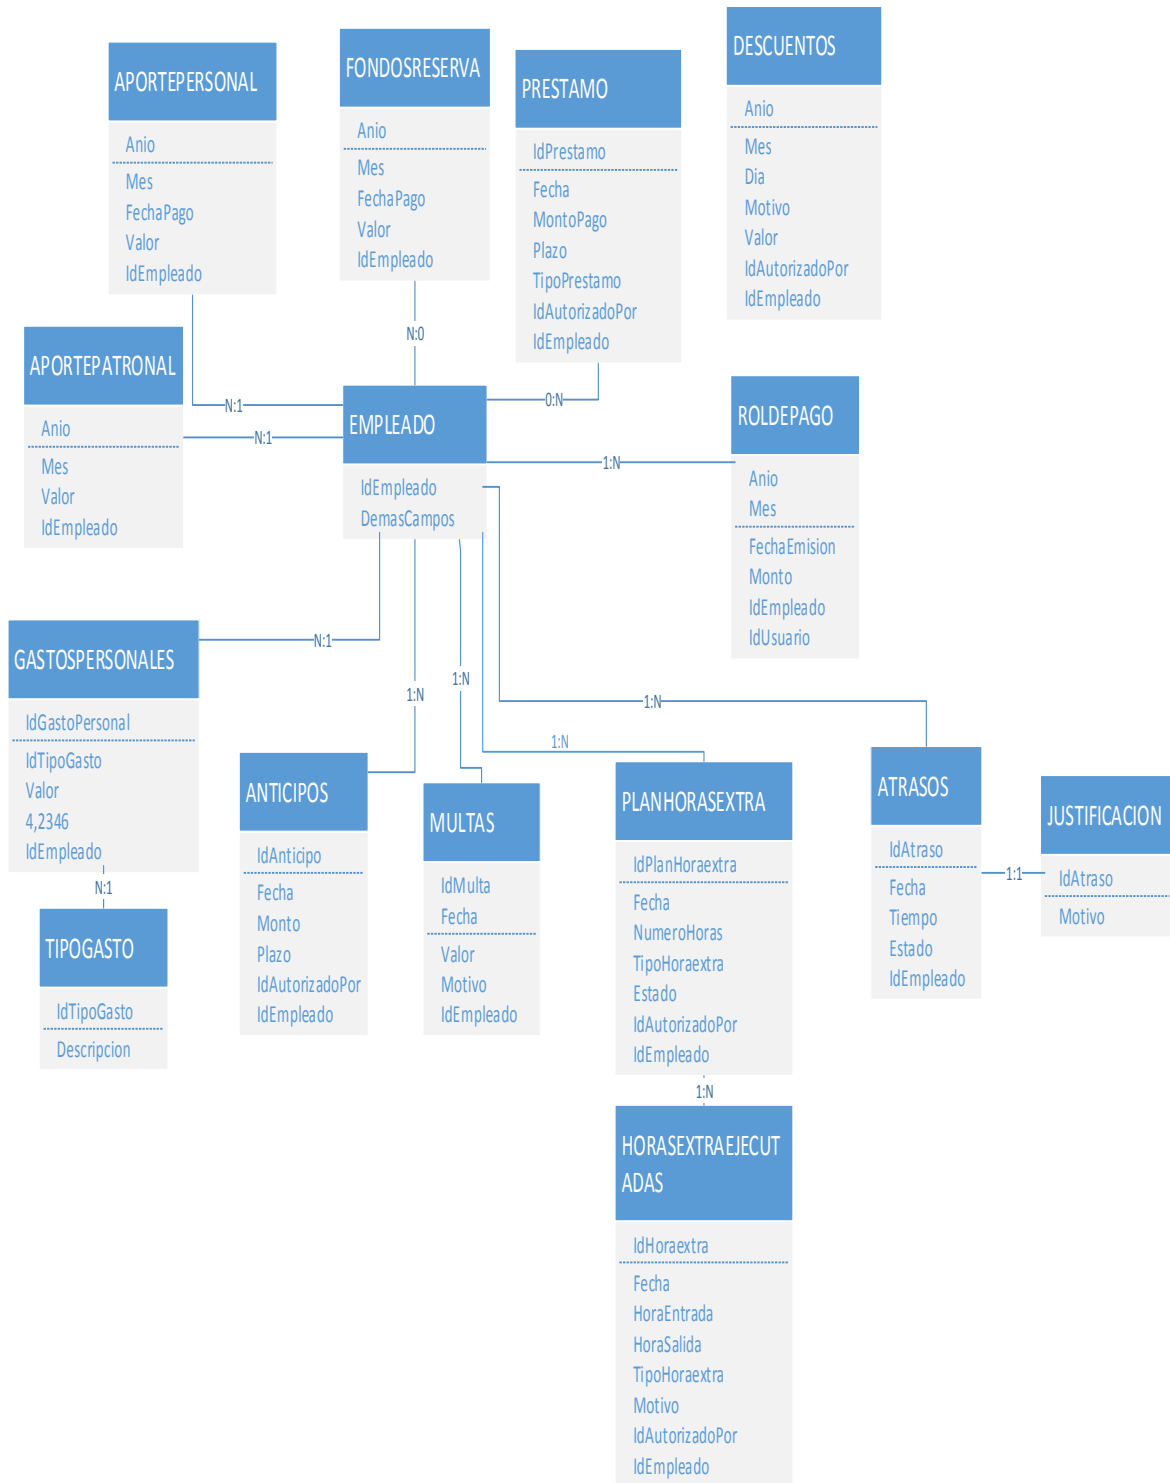 DESCUENTOS
Anio
Mes
Dia
Motivo
Valor
IdAutorizadoPor
IdEmpleado
FONDOSRESERVA
Anio
Mes
FechaPago
Valor
IdEmpleado
APORTEPERSONAL
Anio
Mes
FechaPago
Valor
IdEmpleado
PRESTAMO
IdPrestamo
Fecha
MontoPago
Plazo
TipoPrestamo
IdAutorizadoPor
IdEmpleado
N:0
APORTEPATRONAL
Anio
Mes
Valor
IdEmpleado
N:1
N:1
0:N
EMPLEADO
IdEmpleado
DemasCampos
1:N
ROLDEPAGO
Anio
Mes
FechaEmision
Monto
IdEmpleado
IdUsuario
GASTOSPERSONALES
IdGastoPersonal
IdTipoGasto
Valor
4,2346
IdEmpleado
N:1
1:N
1:N
1:N
1:N
N:1
TIPOGASTO
IdTipoGasto
Descripcion
ANTICIPOS
IdAnticipo
Fecha
Monto
Plazo
IdAutorizadoPor
IdEmpleado
MULTAS
IdMulta
Fecha
Valor
Motivo
IdEmpleado
PLANHORASEXTRA
IdPlanHoraextra
Fecha
NumeroHoras
TipoHoraextra
Estado
IdAutorizadoPor
IdEmpleado
ATRASOS
IdAtraso
Fecha
Tiempo
Estado
IdEmpleado
1:1
JUSTIFICACION
IdAtraso
Motivo
1:N
HORASEXTRAEJECUT
ADAS
IdHoraextra
Fecha
HoraEntrada
HoraSalida
TipoHoraextra
Motivo
IdAutorizadoPor
IdEmpleado